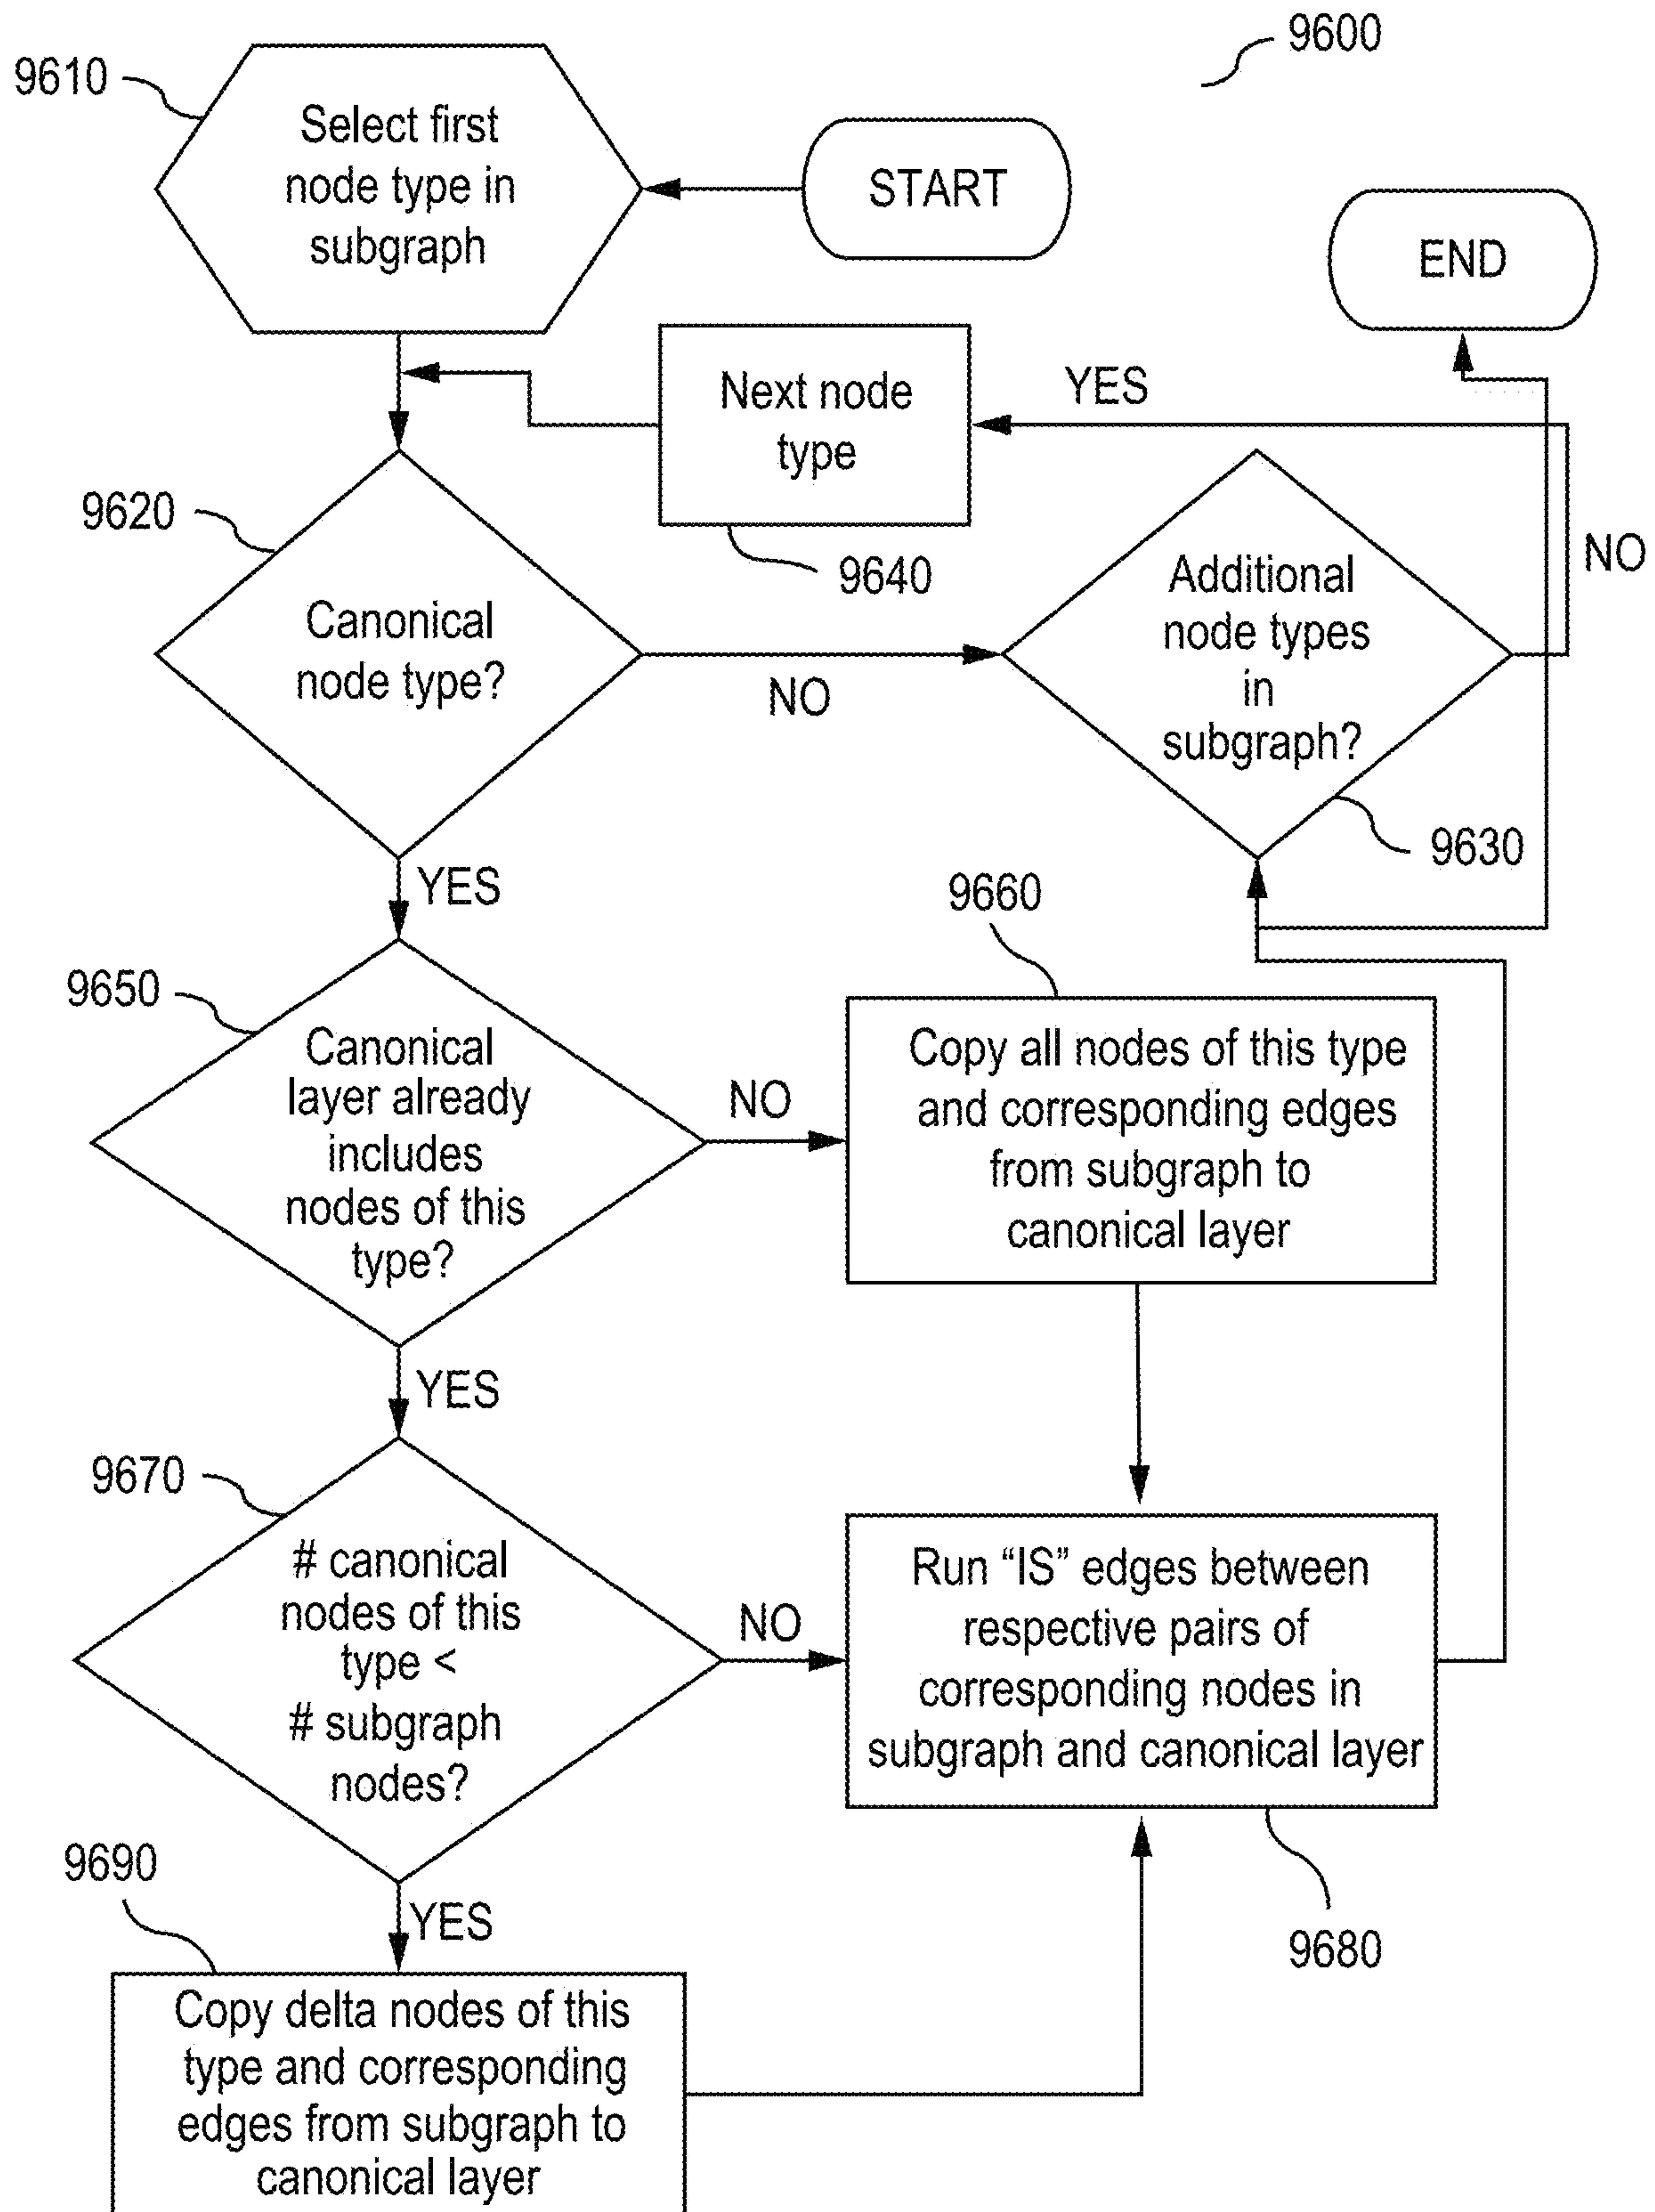 9600
9610
Select first
node type in
subgraph
START
END
Next node
type
YES
9640
9620
Canonical
node type?
NO
Additional
node types
in
subgraph?
NO
9630
YES
9650
Canonical
layer already
includes
nodes of this
type?
NO
9660
Copy all nodes of this type
and corresponding edges
from subgraph to
canonical layer
YES
9670
# canonical
nodes of this
type <
# subgraph
nodes?
NO
Run “IS” edges between
respective pairs of
corresponding nodes in
subgraph and canonical layer
9680
YES
9690
Copy delta nodes of this
type and corresponding
edges from subgraph to
canonical layer